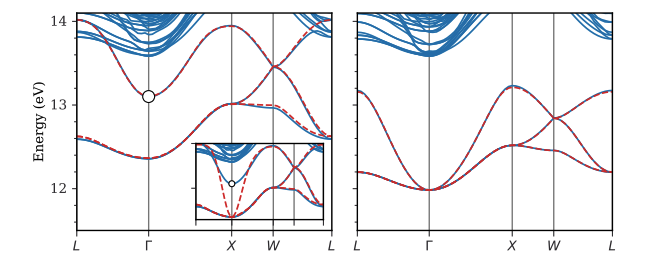 14
13
12
Energy (eV)
L Γ X W L
L Γ X W L